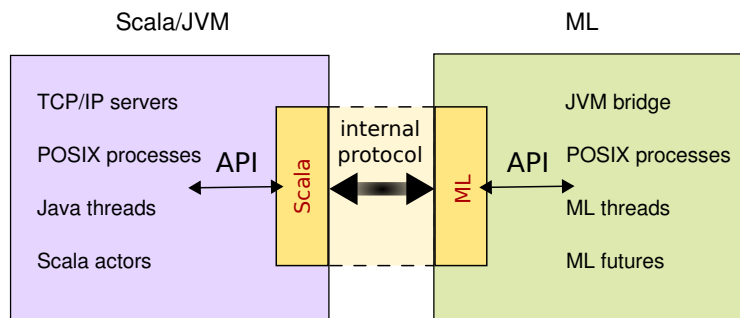 Scala/JVM
ML
TCP/IP servers
POSIX processes
Java threads
Scala actors
API
Scala
internal
protocol
ML
API
JVM bridge
POSIX processes
ML threads
ML futures